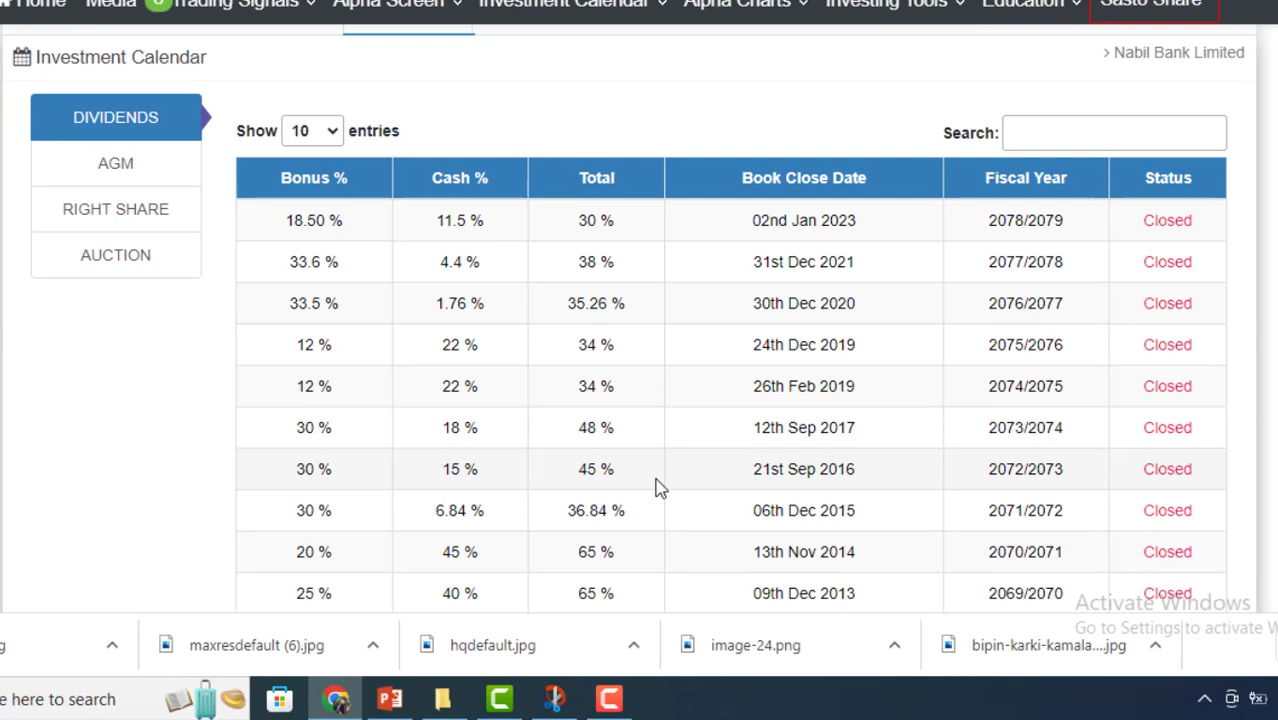 Home Media 8 Trading Signals Alpha Screen Investment Calendar Alpha Charts Investing Tools Education Sasto Share
Investment Calendar
> Nabil Bank Limited
DIVIDENDS
AGM
RIGHT SHARE
AUCTION
Show 10 entries
Search:
Bonus % Cash % Total Book Close Date Fiscal Year Status
18.50 % 11.5 % 30 % 02nd Jan 2023 2078/2079 Closed
33.6 % 4.4 % 38 % 31st Dec 2021 2077/2078 Closed
33.5 % 1.76 % 35.26 % 30th Dec 2020 2076/2077 Closed
12 % 22 % 34 % 24th Dec 2019 2075/2076 Closed
12 % 22 % 34 % 26th Feb 2019 2074/2075 Closed
30 % 18 % 48 % 12th Sep 2017 2073/2074 Closed
30 % 15 % 45 % 21st Sep 2016 2072/2073 Closed
30 % 6.84 % 36.84 % 06th Dec 2015 2071/2072 Closed
20 % 45 % 65 % 13th Nov 2014 2070/2071 Closed
25 % 40 % 65 % 09th Dec 2013 2069/2070 Closed
Activate Windows
Go to Settings to activate W
g maxresdefault (6).jpg hqdefault.jpg image-24.png bipin-karki-kamala....jpg
e here to search